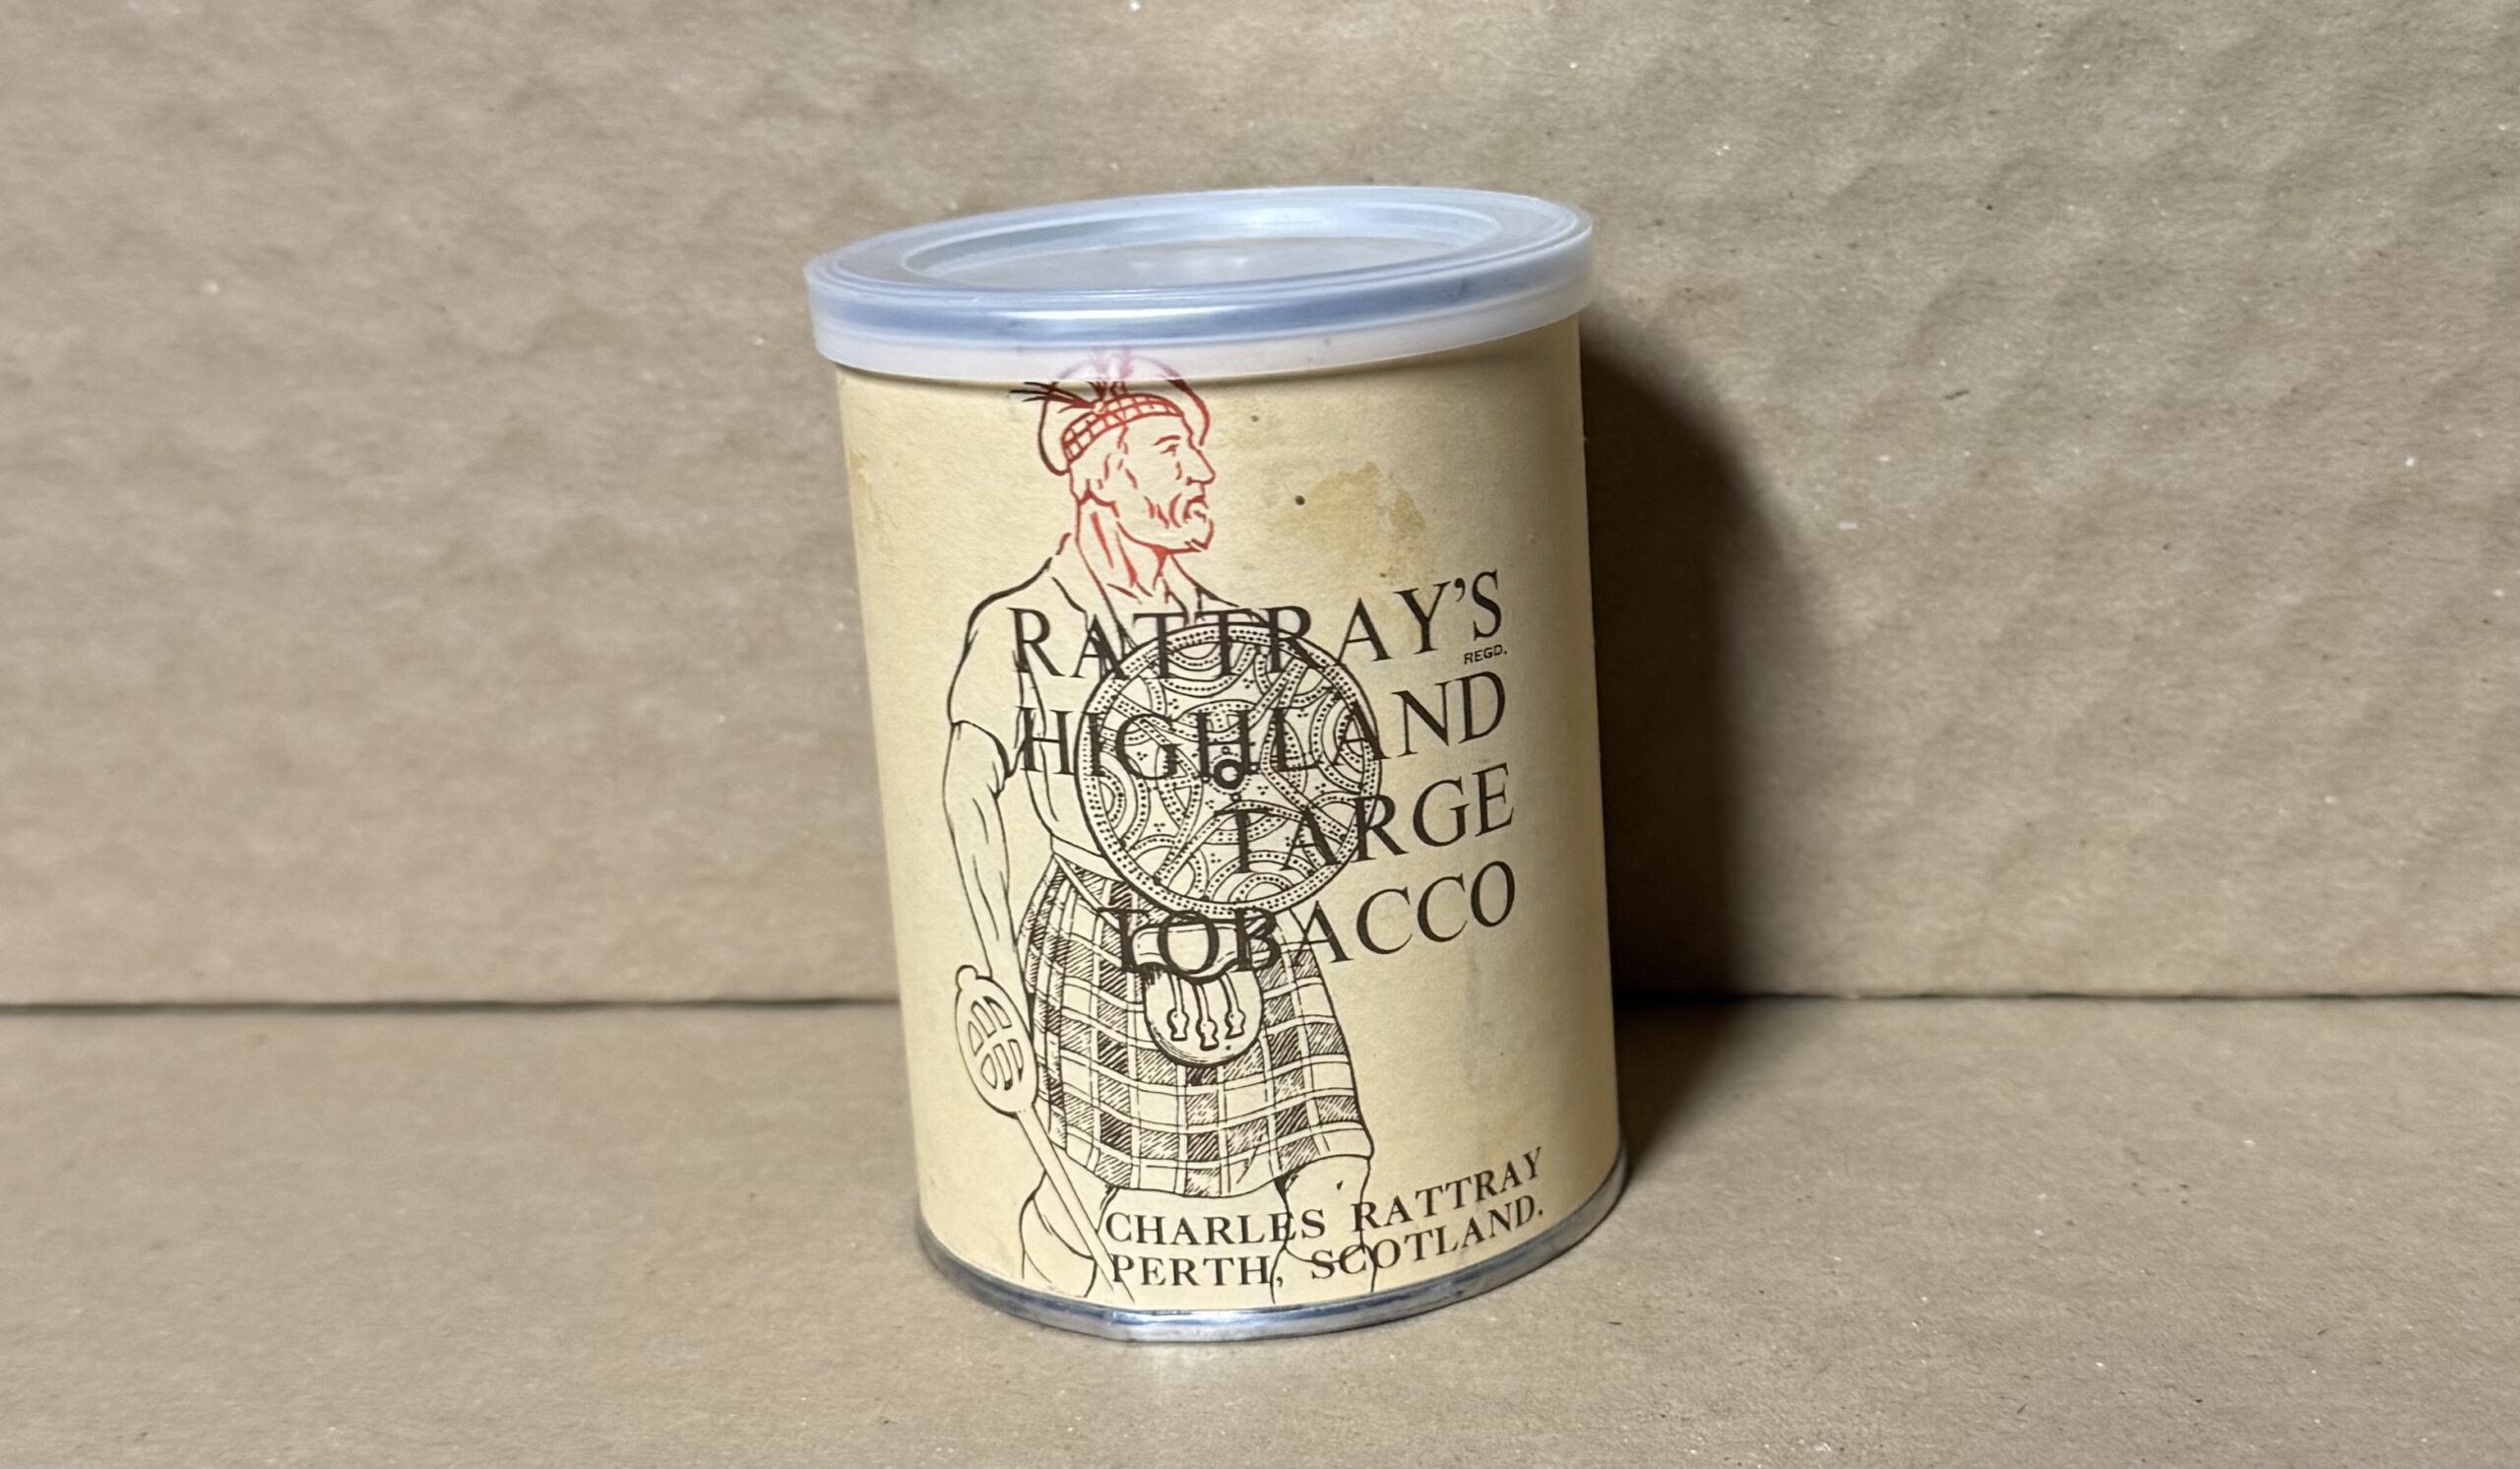 RATTRAY'S
REGD.
HIGHLAND
TARGE
TOBACCO
CHARLES RATTRAY
PERTH, SCOTLAND.